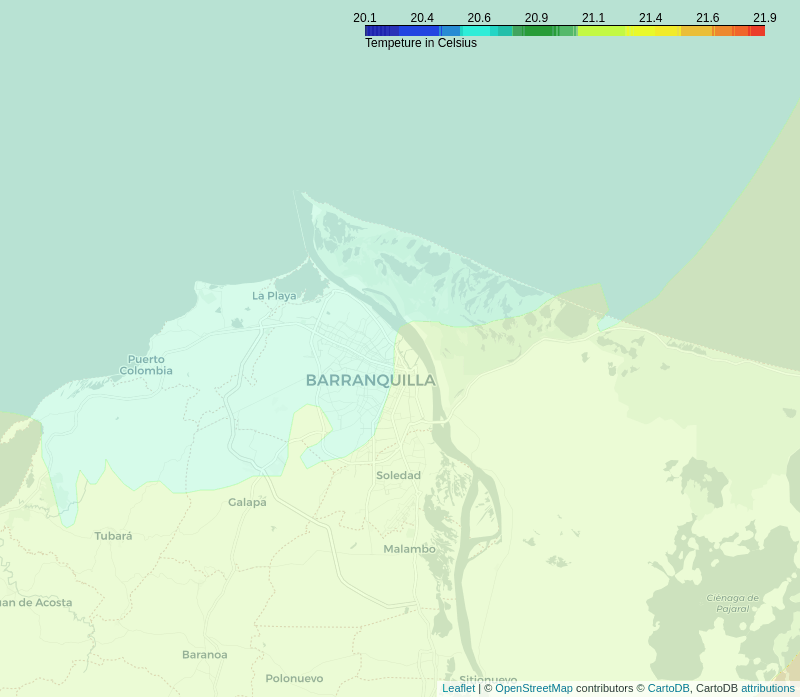 20.1 20.4 20.6 20.9 21.1 21.4 21.6 21.9
Tempeture in Celsius
La Playa
Puerto
Colombia
BARRANQUILLA
Soledad
Galapa
Tubará
Malambo
uan de Acosta
Ciénaga de
Pajaral
Baranoa
Polonuevo
Sitionuevo
Leaflet | © OpenStreetMap contributors © CartoDB, CartoDB attributions